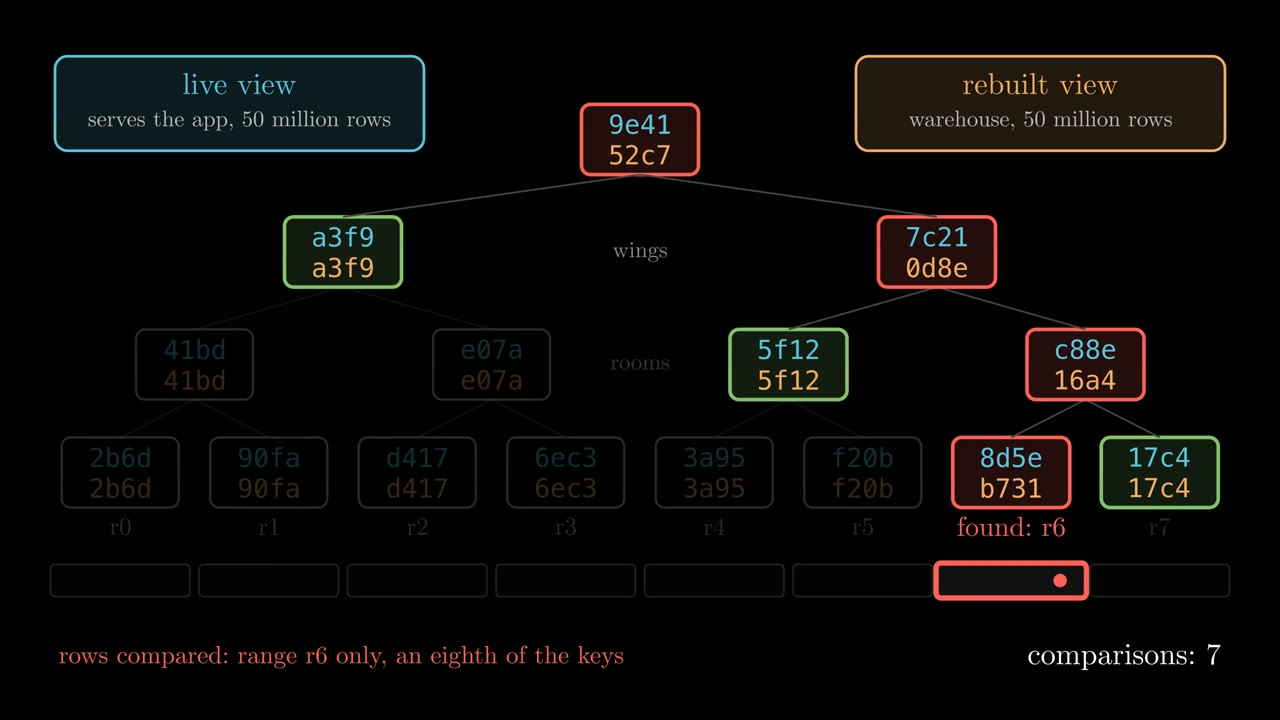 live view
serves the app, 50 million rows
rebuilt view
warehouse, 50 million rows
9e41
52c7
a3f9
a3f9
wings
7c21
0d8e
41bd
41bd
e07a
e07a
rooms
5f12
5f12
c88e
16a4
2b6d
2b6d
90fa
90fa
d417
d417
6ec3
6ec3
3a95
3a95
f20b
f20b
8d5e
b731
17c4
17c4
r0
r1
r2
r3
r4
r5
found: r6
r7
rows compared: range r6 only, an eighth of the keys
comparisons: 7